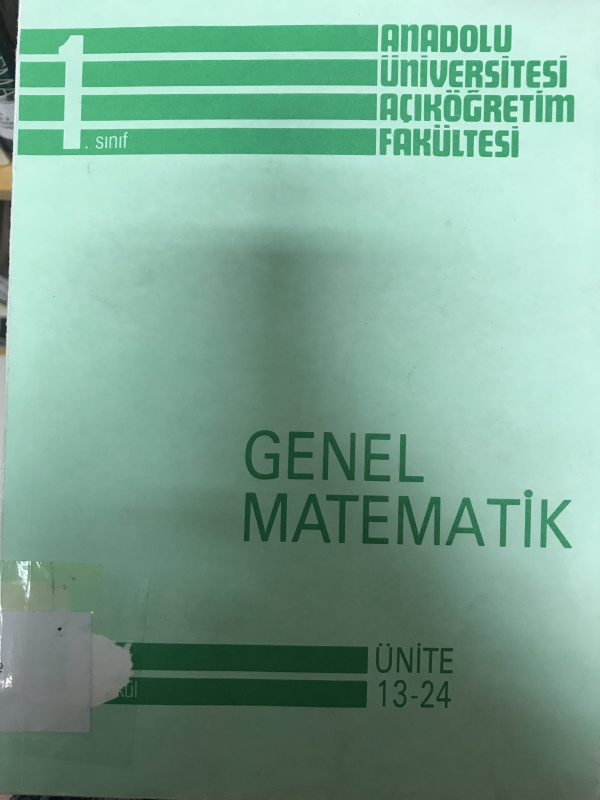 ANADOLU
ÜNİVERSİTESİ
AÇIKÖĞRETİM
FAKÜLTESİ
1. sınıf
GENEL
MATEMATİK
ÜNİTE
13-24